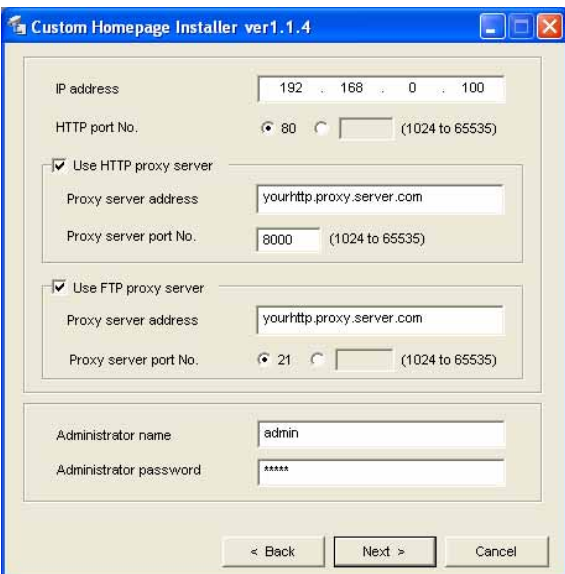 Custom Homepage Installer ver1.1.4
IP address 192 . 168 . 0 . 100
HTTP port No. 80 (1024 to 65535)
Use HTTP proxy server
Proxy server address yourhttp.proxy.server.com
Proxy server port No. 8000 (1024 to 65535)
Use FTP proxy server
Proxy server address yourhttp.proxy.server.com
Proxy server port No. 21 (1024 to 65535)
Administrator name admin
Administrator password *****
< Back Next > Cancel